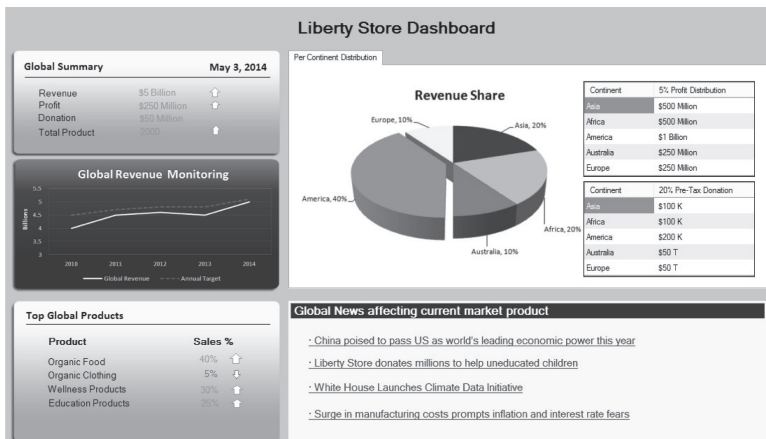 Liberty Store Dashboard
Global Summary May 3, 2014
Revenue $5 Billion
Profit $250 Million
Donation $50 Million
Total Product 2000
Global Revenue Monitoring
Billions
5.5
5
4.5
4
3.5
3
2010 2011 2012 2013 2014
Global Revenue Annual Target
Top Global Products
Product Sales %
Organic Food 40%
Organic Clothing 5%
Wellness Products 30%
Education Products 25%
Per Continent Distribution
Revenue Share
Europe, 10%
Asia, 20%
America, 40%
Africa, 20%
Australia, 10%
Continent 5% Profit Distribution
Asia $500 Million
Africa $500 Million
America $1 Billion
Australia $250 Million
Europe $250 Million
Continent 20% Pre-Tax Donation
Asia $100 K
Africa $100 K
America $200 K
Australia $50 T
Europe $50 T
Global News affecting current market product
· China poised to pass US as world's leading economic power this year
· Liberty Store donates millions to help uneducated children
· White House Launches Climate Data Initiative
· Surge in manufacturing costs prompts inflation and interest rate fears